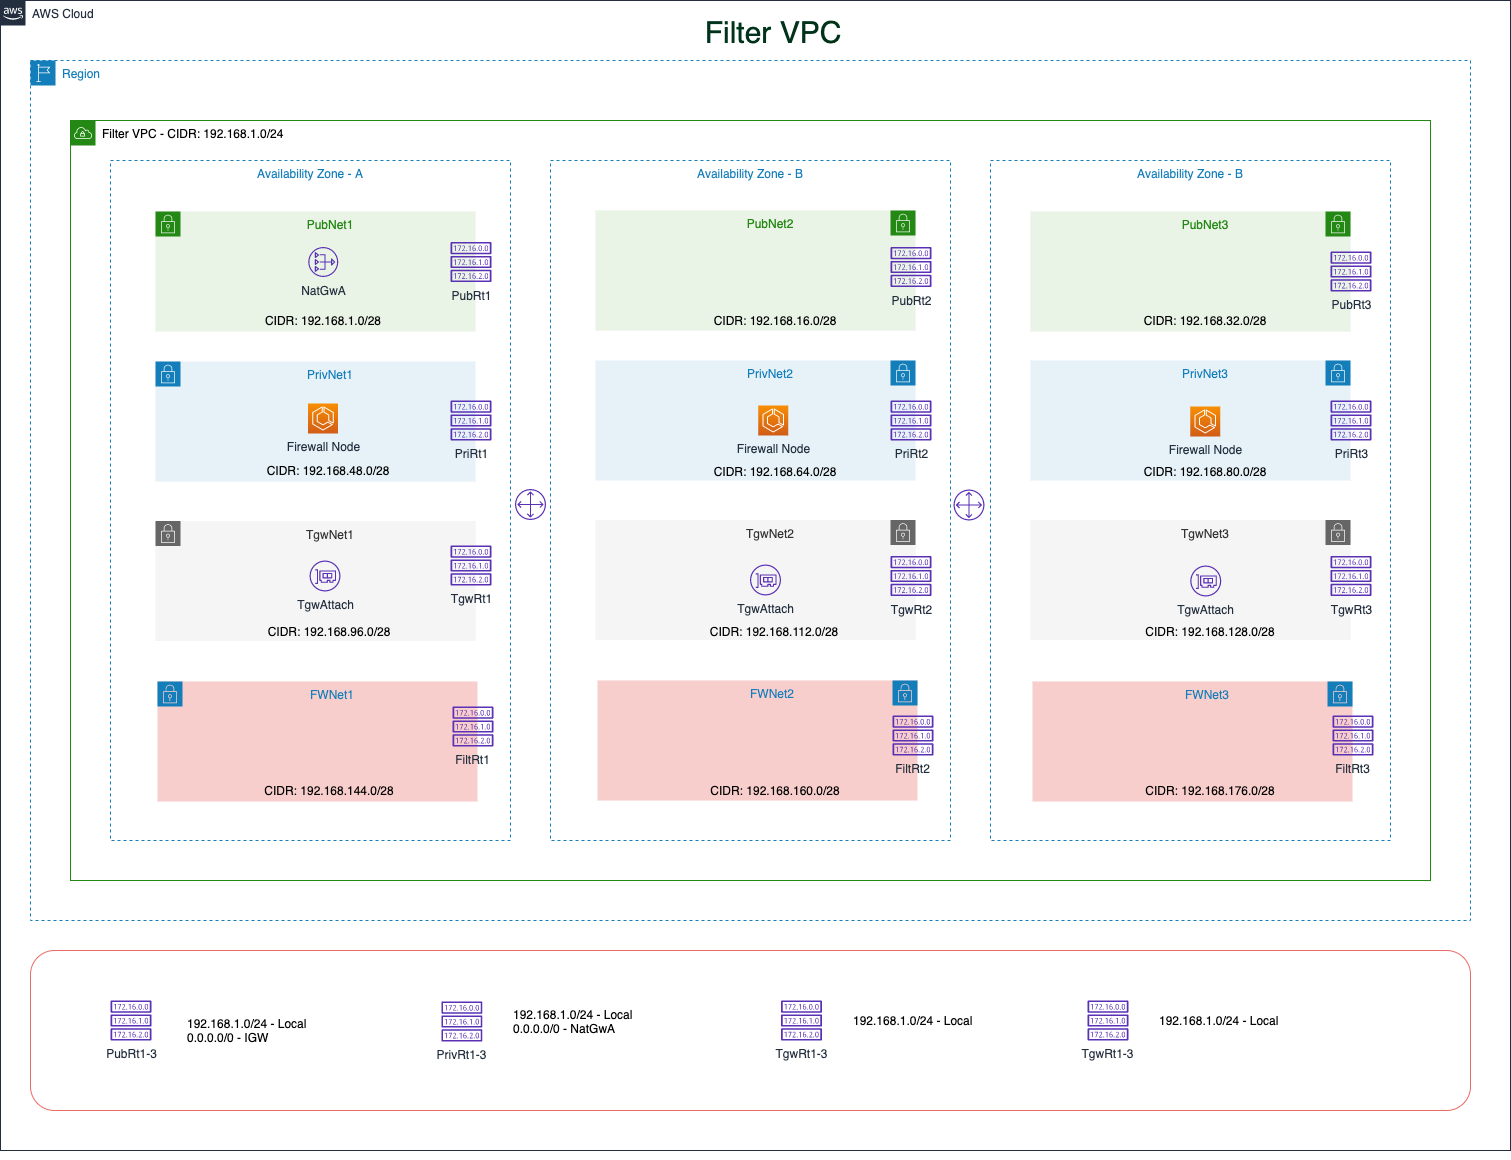 aws
AWS Cloud
Filter VPC
Region
Filter VPC - CIDR: 192.168.1.0/24
Availability Zone - A
PubNet1
NatGwA
172.16.0.0
172.16.1.0
172.16.2.0
PubRt1
CIDR: 192.168.1.0/28
PrivNet1
Firewall Node
172.16.0.0
172.16.1.0
172.16.2.0
PriRt1
CIDR: 192.168.48.0/28
TgwNet1
TgwAttach
172.16.0.0
172.16.1.0
172.16.2.0
TgwRt1
CIDR: 192.168.96.0/28
FWNet1
172.16.0.0
172.16.1.0
172.16.2.0
FiltRt1
CIDR: 192.168.144.0/28
Availability Zone - B
PubNet2
172.16.0.0
172.16.1.0
172.16.2.0
PubRt2
CIDR: 192.168.16.0/28
PrivNet2
Firewall Node
172.16.0.0
172.16.1.0
172.16.2.0
PriRt2
CIDR: 192.168.64.0/28
TgwNet2
TgwAttach
172.16.0.0
172.16.1.0
172.16.2.0
TgwRt2
CIDR: 192.168.112.0/28
FWNet2
172.16.0.0
172.16.1.0
172.16.2.0
FiltRt2
CIDR: 192.168.160.0/28
Availability Zone - B
PubNet3
172.16.0.0
172.16.1.0
172.16.2.0
PubRt3
CIDR: 192.168.32.0/28
PrivNet3
Firewall Node
172.16.0.0
172.16.1.0
172.16.2.0
PriRt3
CIDR: 192.168.80.0/28
TgwNet3
TgwAttach
172.16.0.0
172.16.1.0
172.16.2.0
TgwRt3
CIDR: 192.168.128.0/28
FWNet3
172.16.0.0
172.16.1.0
172.16.2.0
FiltRt3
CIDR: 192.168.176.0/28
172.16.0.0
172.16.1.0
172.16.2.0
PubRt1-3
192.168.1.0/24 - Local
0.0.0.0/0 - IGW
172.16.0.0
172.16.1.0
172.16.2.0
PrivRt1-3
192.168.1.0/24 - Local
0.0.0.0/0 - NatGwA
172.16.0.0
172.16.1.0
172.16.2.0
TgwRt1-3
192.168.1.0/24 - Local
172.16.0.0
172.16.1.0
172.16.2.0
TgwRt1-3
192.168.1.0/24 - Local